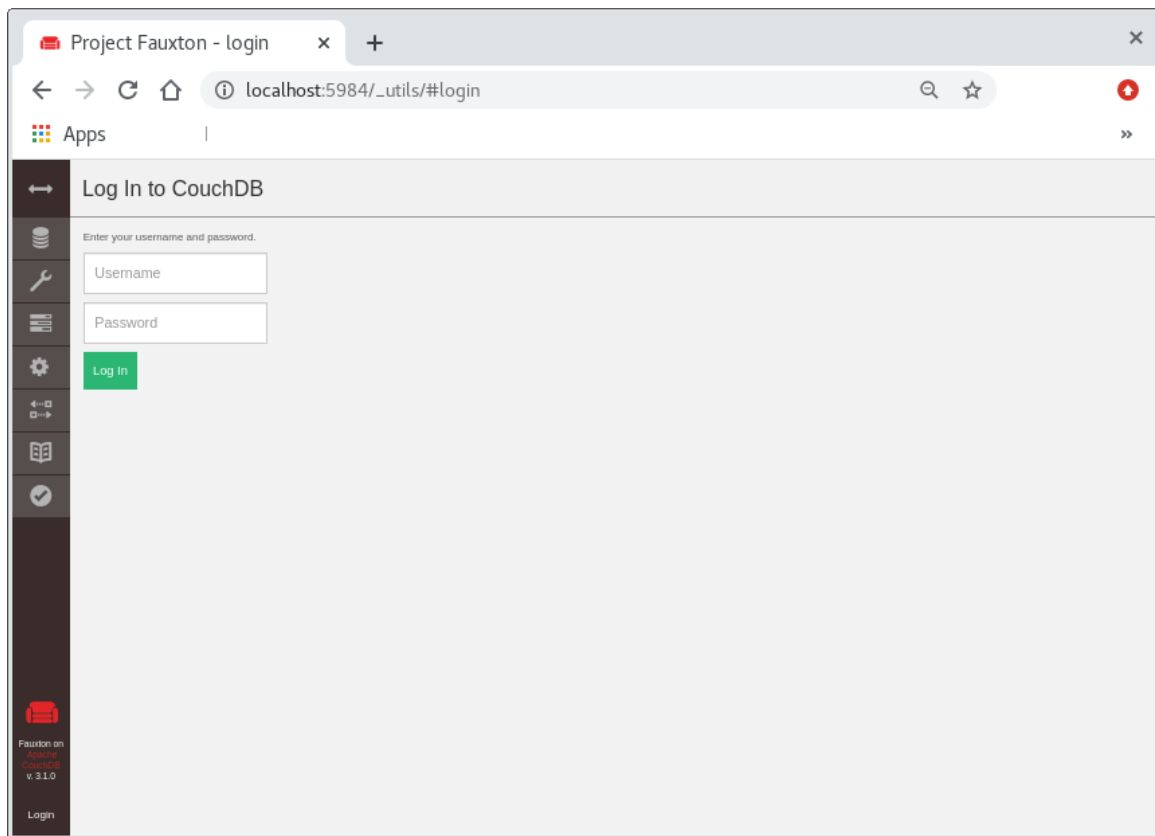 Project Fauxton - login
localhost:5984/_utils/#login
Apps
Log In to CouchDB
Enter your username and password.
Username
Password
Log In
Fauxton on
Apache
CouchDB
v. 3.1.0
Login